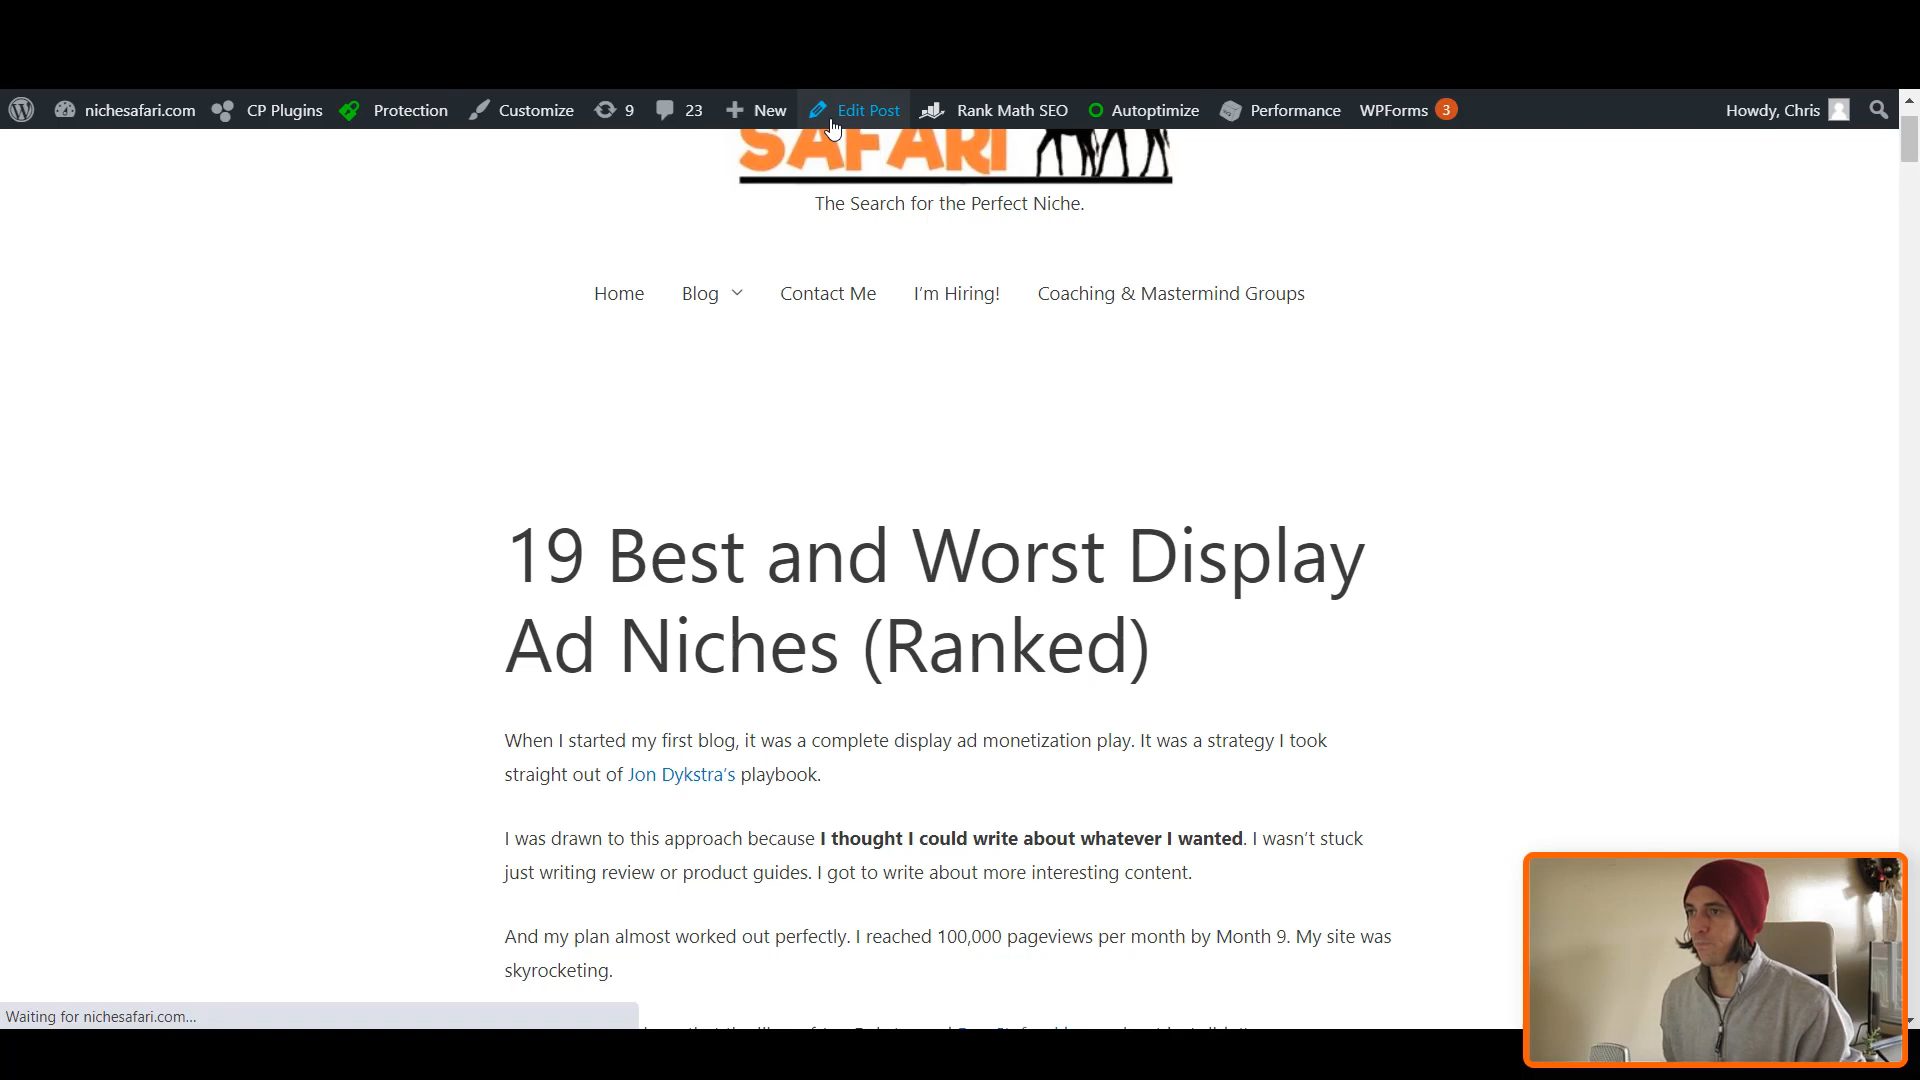 nichesafari.com CP Plugins Protection Customize 9 23 New Edit Post Rank Math SEO Autoptimize Performance WPForms 3 Howdy, Chris
SAFARI
The Search for the Perfect Niche.
Home Blog Contact Me I'm Hiring! Coaching & Mastermind Groups
19 Best and Worst Display
Ad Niches (Ranked)
When I started my first blog, it was a complete display ad monetization play. It was a strategy I took
straight out of Jon Dykstra's playbook.
I was drawn to this approach because I thought I could write about whatever I wanted. I wasn't stuck
just writing review or product guides. I got to write about more interesting content.
And my plan almost worked out perfectly. I reached 100,000 pageviews per month by Month 9. My site was
skyrocketing.
Waiting for nichesafari.com...